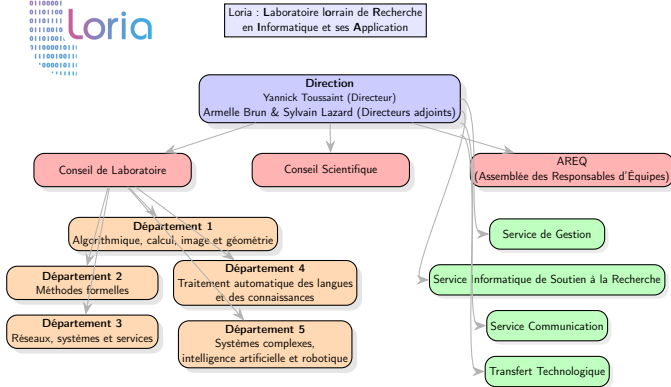 Loria
Loria : Laboratoire lorrain de Recherche
en Informatique et ses Application
Direction
Yannick Toussaint (Directeur)
Armelle Brun & Sylvain Lazard (Directeurs adjoints)
Conseil de Laboratoire
Conseil Scientifique
AREQ
(Assemblée des Responsables d'Équipes)
Département 1
Algorithmique, calcul, image et géométrie
Département 2
Méthodes formelles
Département 3
Réseaux, systèmes et services
Département 4
Traitement automatique des langues
et des connaissances
Département 5
Systèmes complexes,
intelligence artificielle et robotique
Service de Gestion
Service Informatique de Soutien à la Recherche
Service Communication
Transfert Technologique